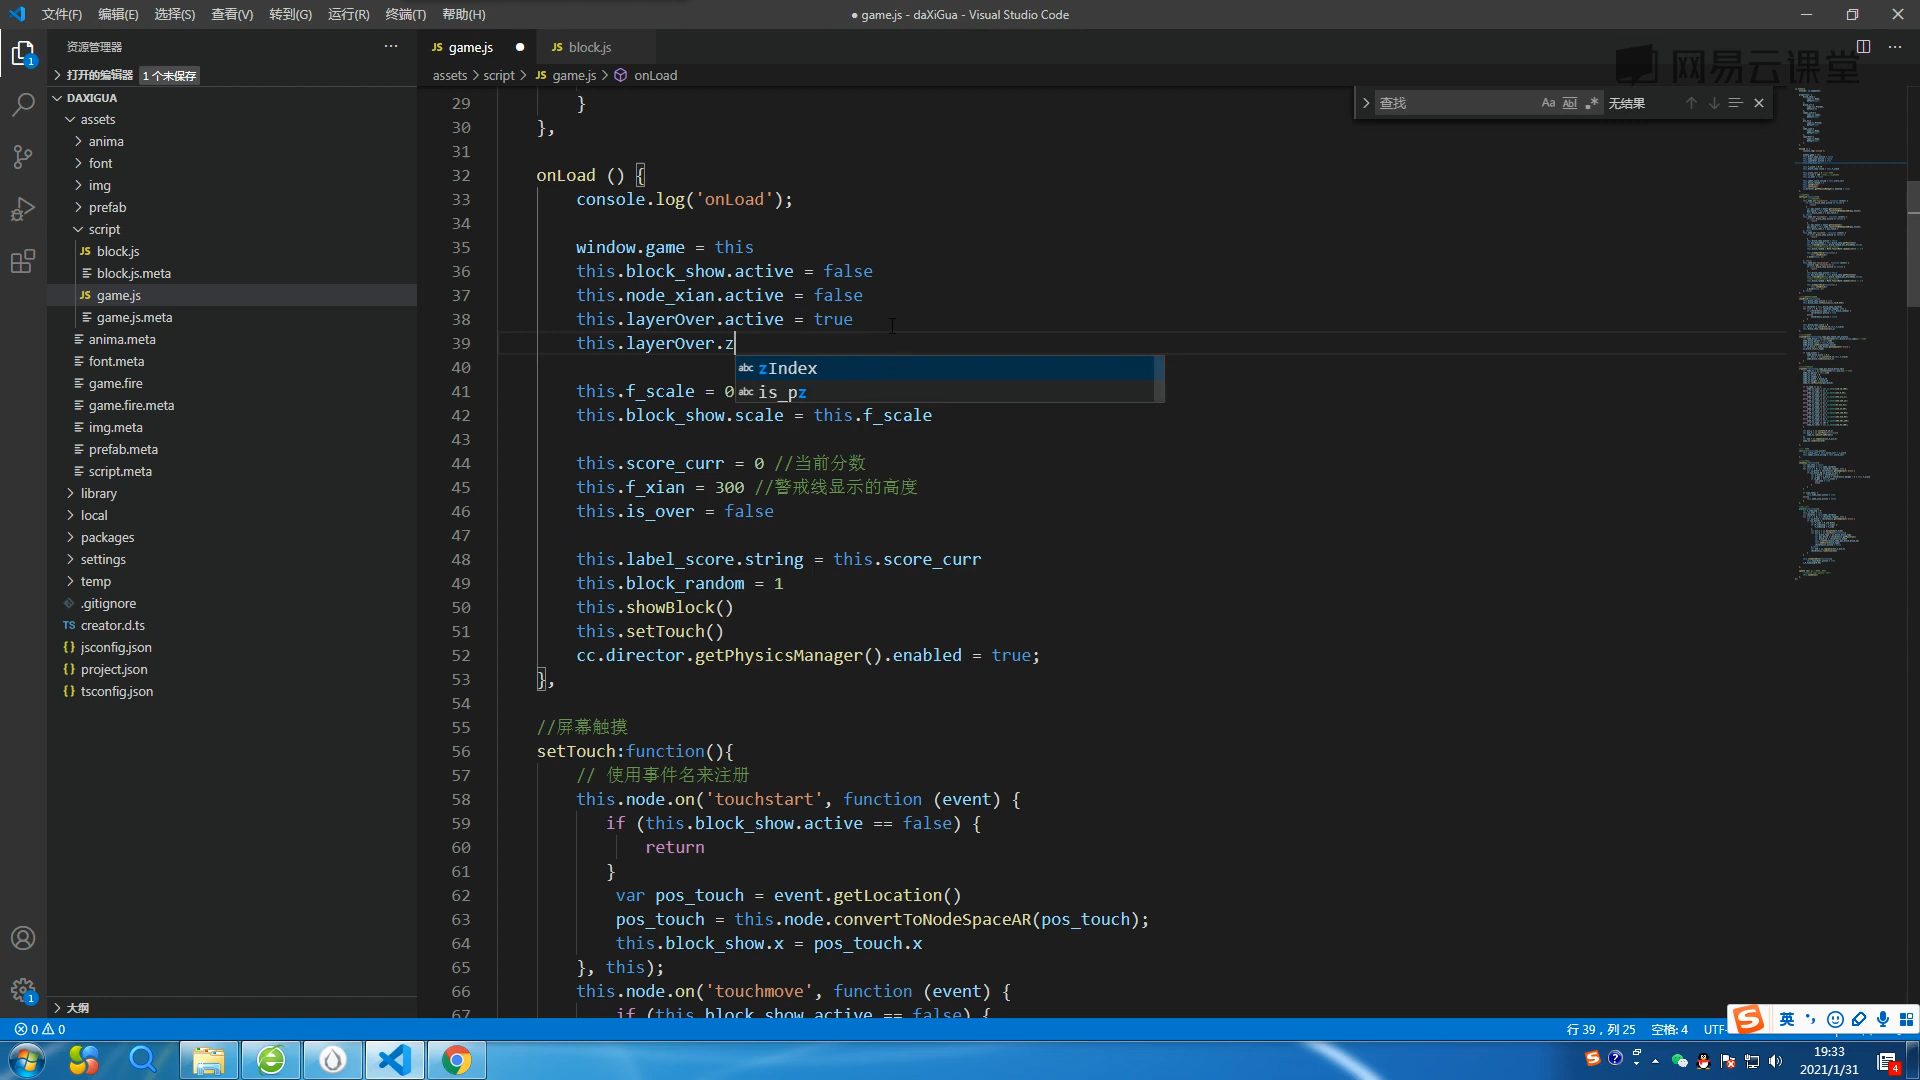 文件(F) 编辑(E) 选择(S) 查看(V) 转到(G) 运行(R) 终端(T) 帮助(H)
● game.js - daXiGua - Visual Studio Code
资源管理器
打开的编辑器 1 个未保存
DAXIGUA
assets
anima
font
img
prefab
script
JS block.js
block.js.meta
JS game.js
game.js.meta
anima.meta
font.meta
game.fire
game.fire.meta
img.meta
prefab.meta
script.meta
library
local
packages
settings
temp
.gitignore
TS creator.d.ts
{} jsconfig.json
{} project.json
{} tsconfig.json
大纲
JS game.js ● JS block.js
网易云课堂
assets > script > JS game.js > onLoad
查找 Aa Abl .* 无结果
29 }
30 },
31
32 onLoad () {
33 console.log('onLoad');
34
35 window.game = this
36 this.block_show.active = false
37 this.node_xian.active = false
38 this.layerOver.active = true
39 this.layerOver.z
abc zIndex
40
41 this.f_scale = 0
abc is_pz
42 this.block_show.scale = this.f_scale
43
44 this.score_curr = 0 //当前分数
45 this.f_xian = 300 //警戒线显示的高度
46 this.is_over = false
47
48 this.label_score.string = this.score_curr
49 this.block_random = 1
50 this.showBlock()
51 this.setTouch()
52 cc.director.getPhysicsManager().enabled = true;
53 },
54
55 //屏幕触摸
56 setTouch:function(){
57 // 使用事件名来注册
58 this.node.on('touchstart', function (event) {
59 if (this.block_show.active == false) {
60 return
61 }
62 var pos_touch = event.getLocation()
63 pos_touch = this.node.convertToNodeSpaceAR(pos_touch);
64 this.block_show.x = pos_touch.x
65 }, this);
66 this.node.on('touchmove', function (event) {
67 if (this.block_show.active == false) {
0 0
行 39，列 25 空格: 4 UTF-
英
19:33
2021/1/31
4